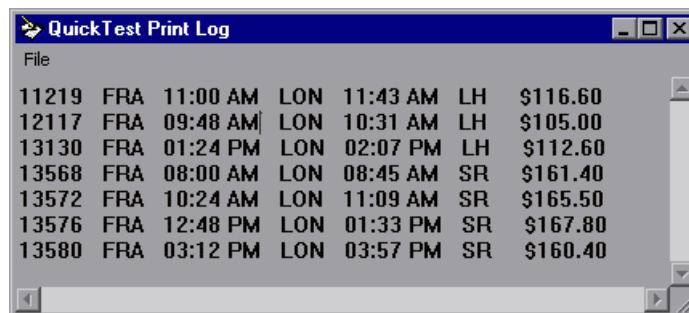 QuickTest Print Log
File
11219 FRA 11:00 AM LON 11:43 AM LH $116.60
12117 FRA 09:48 AM LON 10:31 AM LH $105.00
13130 FRA 01:24 PM LON 02:07 PM LH $112.60
13568 FRA 08:00 AM LON 08:45 AM SR $161.40
13572 FRA 10:24 AM LON 11:09 AM SR $165.50
13576 FRA 12:48 PM LON 01:33 PM SR $167.80
13580 FRA 03:12 PM LON 03:57 PM SR $160.40